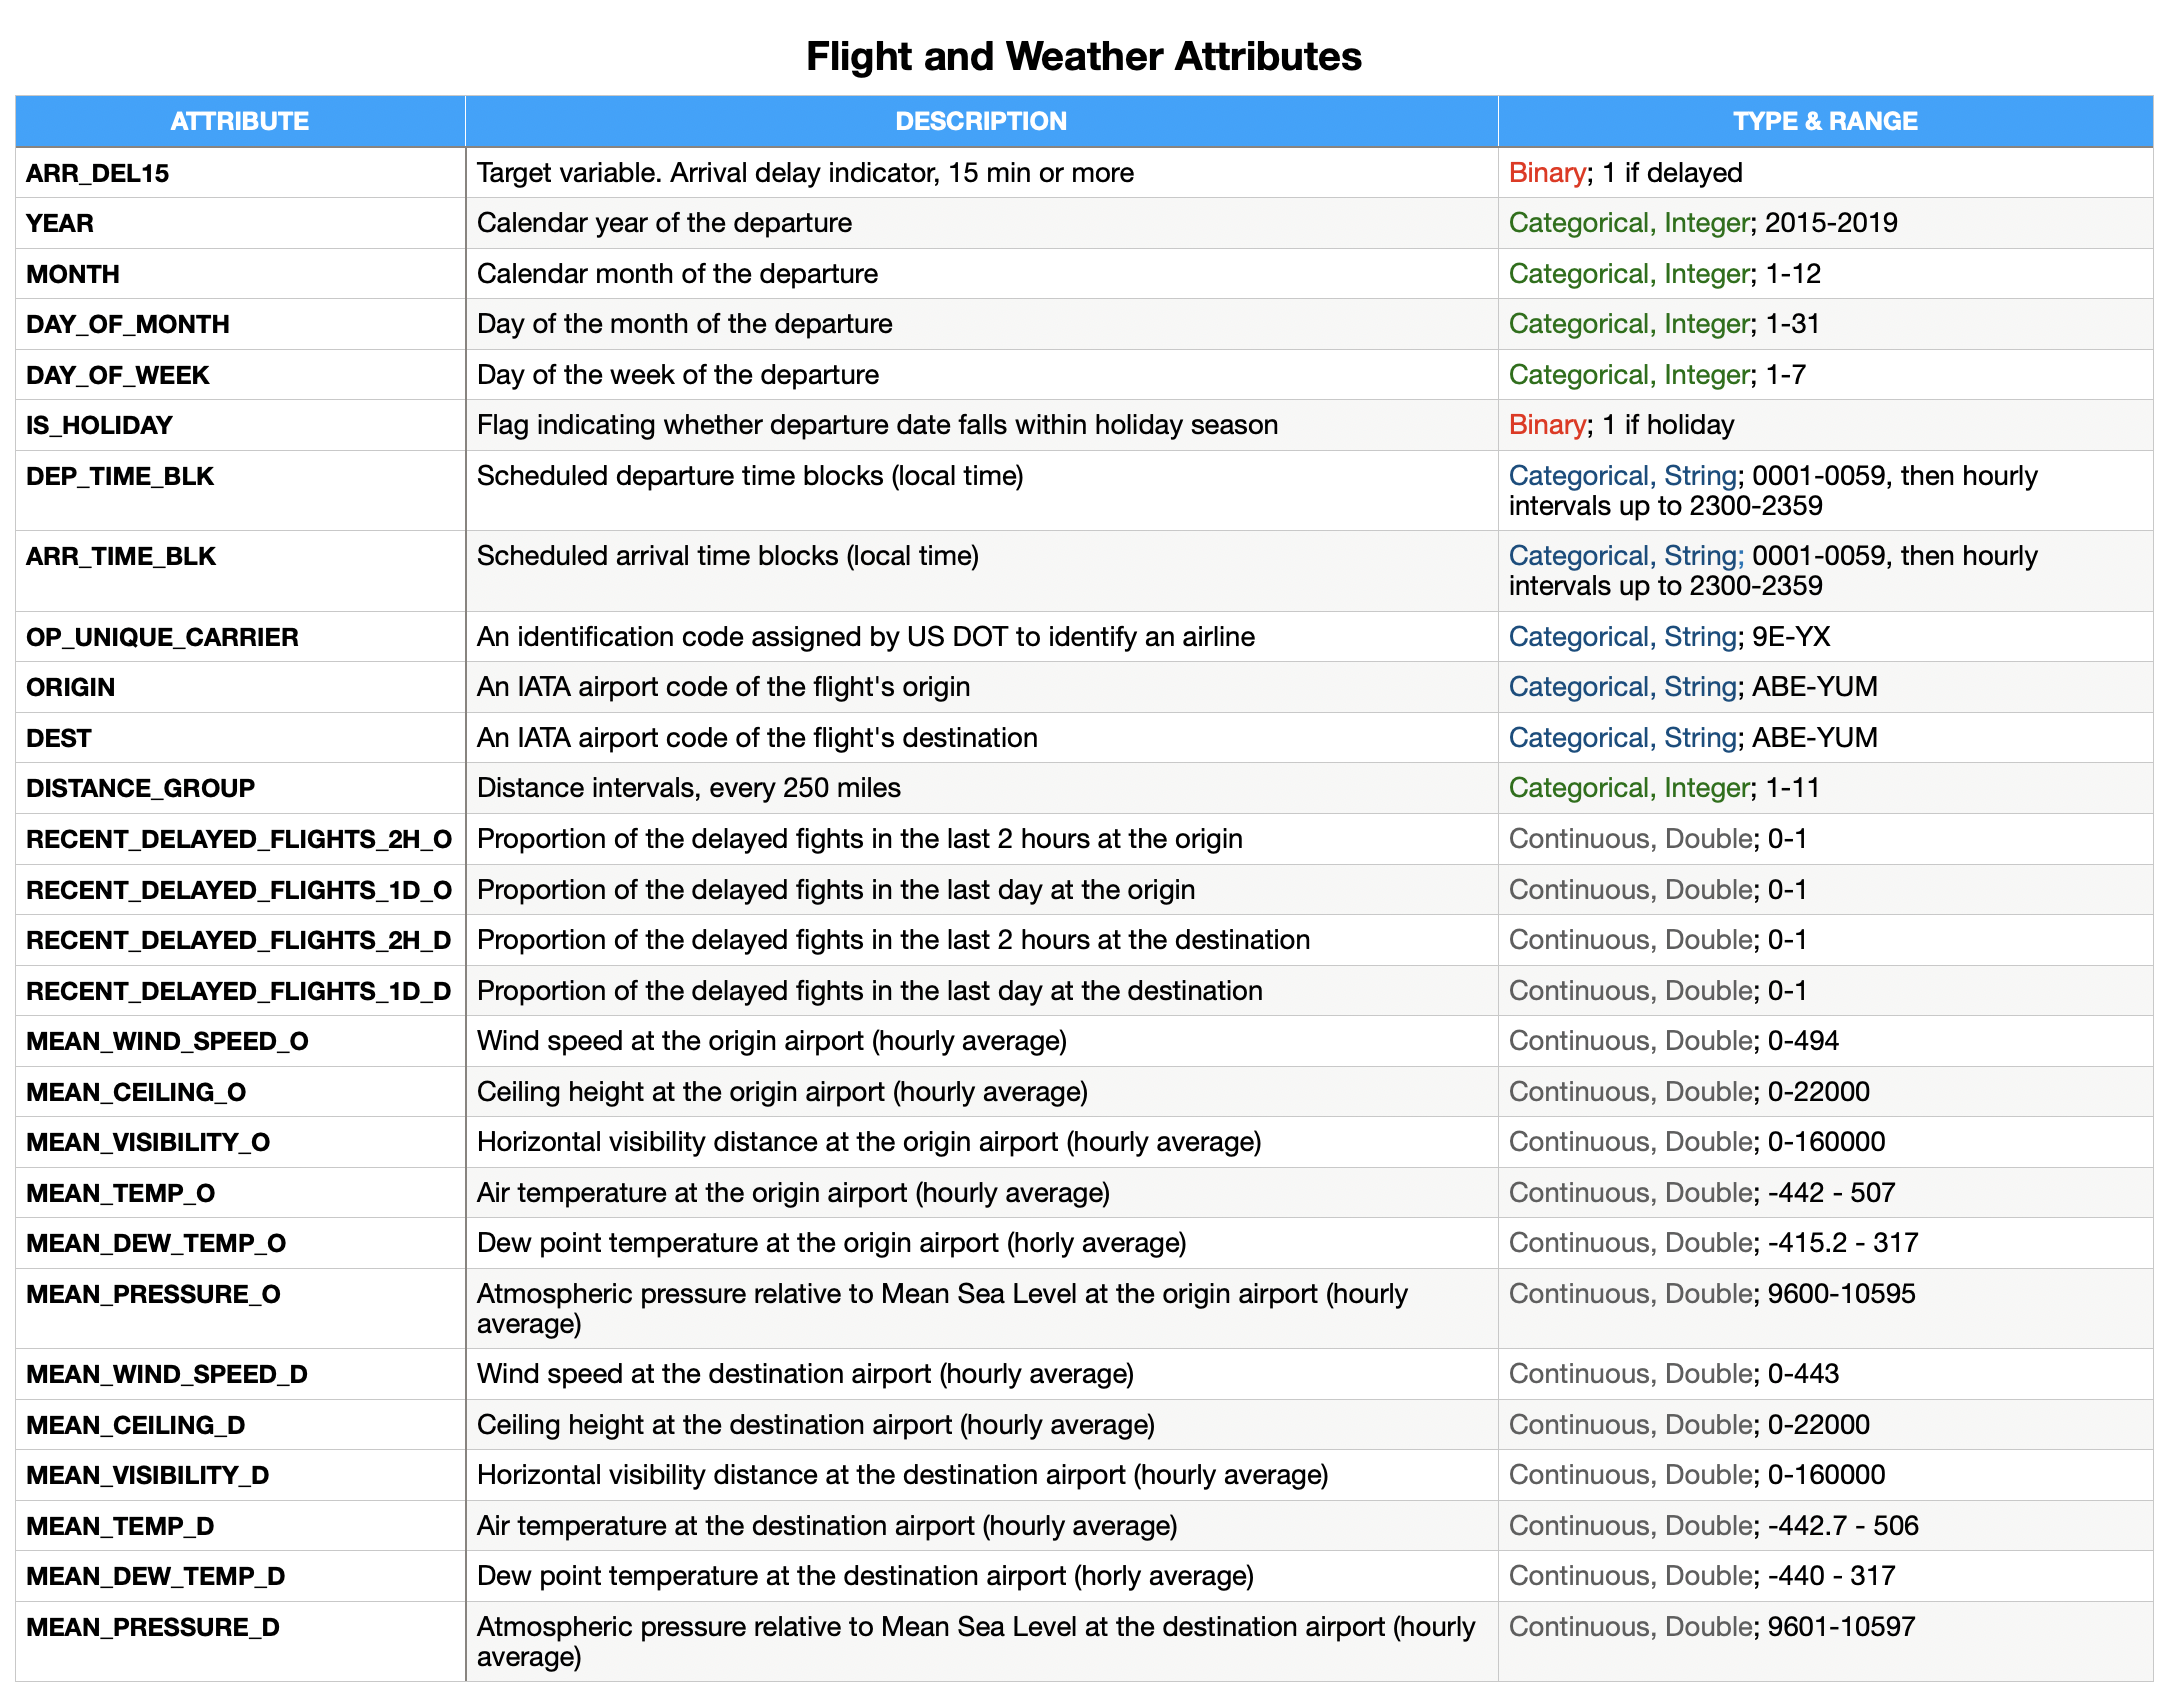 Flight and Weather Attributes
ATTRIBUTE DESCRIPTION TYPE & RANGE
ARR_DEL15 Target variable. Arrival delay indicator, 15 min or more Binary; 1 if delayed
YEAR Calendar year of the departure Categorical, Integer; 2015-2019
MONTH Calendar month of the departure Categorical, Integer; 1-12
DAY_OF_MONTH Day of the month of the departure Categorical, Integer; 1-31
DAY_OF_WEEK Day of the week of the departure Categorical, Integer; 1-7
IS_HOLIDAY Flag indicating whether departure date falls within holiday season Binary; 1 if holiday
DEP_TIME_BLK Scheduled departure time blocks (local time) Categorical, String; 0001-0059, then hourly
intervals up to 2300-2359
ARR_TIME_BLK Scheduled arrival time blocks (local time) Categorical, String; 0001-0059, then hourly
intervals up to 2300-2359
OP_UNIQUE_CARRIER An identification code assigned by US DOT to identify an airline Categorical, String; 9E-YX
ORIGIN An IATA airport code of the flight's origin Categorical, String; ABE-YUM
DEST An IATA airport code of the flight's destination Categorical, String; ABE-YUM
DISTANCE_GROUP Distance intervals, every 250 miles Categorical, Integer; 1-11
RECENT_DELAYED_FLIGHTS_2H_O Proportion of the delayed fights in the last 2 hours at the origin Continuous, Double; 0-1
RECENT_DELAYED_FLIGHTS_1D_O Proportion of the delayed fights in the last day at the origin Continuous, Double; 0-1
RECENT_DELAYED_FLIGHTS_2H_D Proportion of the delayed fights in the last 2 hours at the destination Continuous, Double; 0-1
RECENT_DELAYED_FLIGHTS_1D_D Proportion of the delayed fights in the last day at the destination Continuous, Double; 0-1
MEAN_WIND_SPEED_O Wind speed at the origin airport (hourly average) Continuous, Double; 0-494
MEAN_CEILING_O Ceiling height at the origin airport (hourly average) Continuous, Double; 0-22000
MEAN_VISIBILITY_O Horizontal visibility distance at the origin airport (hourly average) Continuous, Double; 0-160000
MEAN_TEMP_O Air temperature at the origin airport (hourly average) Continuous, Double; -442 - 507
MEAN_DEW_TEMP_O Dew point temperature at the origin airport (horly average) Continuous, Double; -415.2 - 317
MEAN_PRESSURE_O Atmospheric pressure relative to Mean Sea Level at the origin airport (hourly Continuous, Double; 9600-10595
average)
MEAN_WIND_SPEED_D Wind speed at the destination airport (hourly average) Continuous, Double; 0-443
MEAN_CEILING_D Ceiling height at the destination airport (hourly average) Continuous, Double; 0-22000
MEAN_VISIBILITY_D Horizontal visibility distance at the destination airport (hourly average) Continuous, Double; 0-160000
MEAN_TEMP_D Air temperature at the destination airport (hourly average) Continuous, Double; -442.7 - 506
MEAN_DEW_TEMP_D Dew point temperature at the destination airport (horly average) Continuous, Double; -440 - 317
MEAN_PRESSURE_D Atmospheric pressure relative to Mean Sea Level at the destination airport (hourly Continuous, Double; 9601-10597
average)